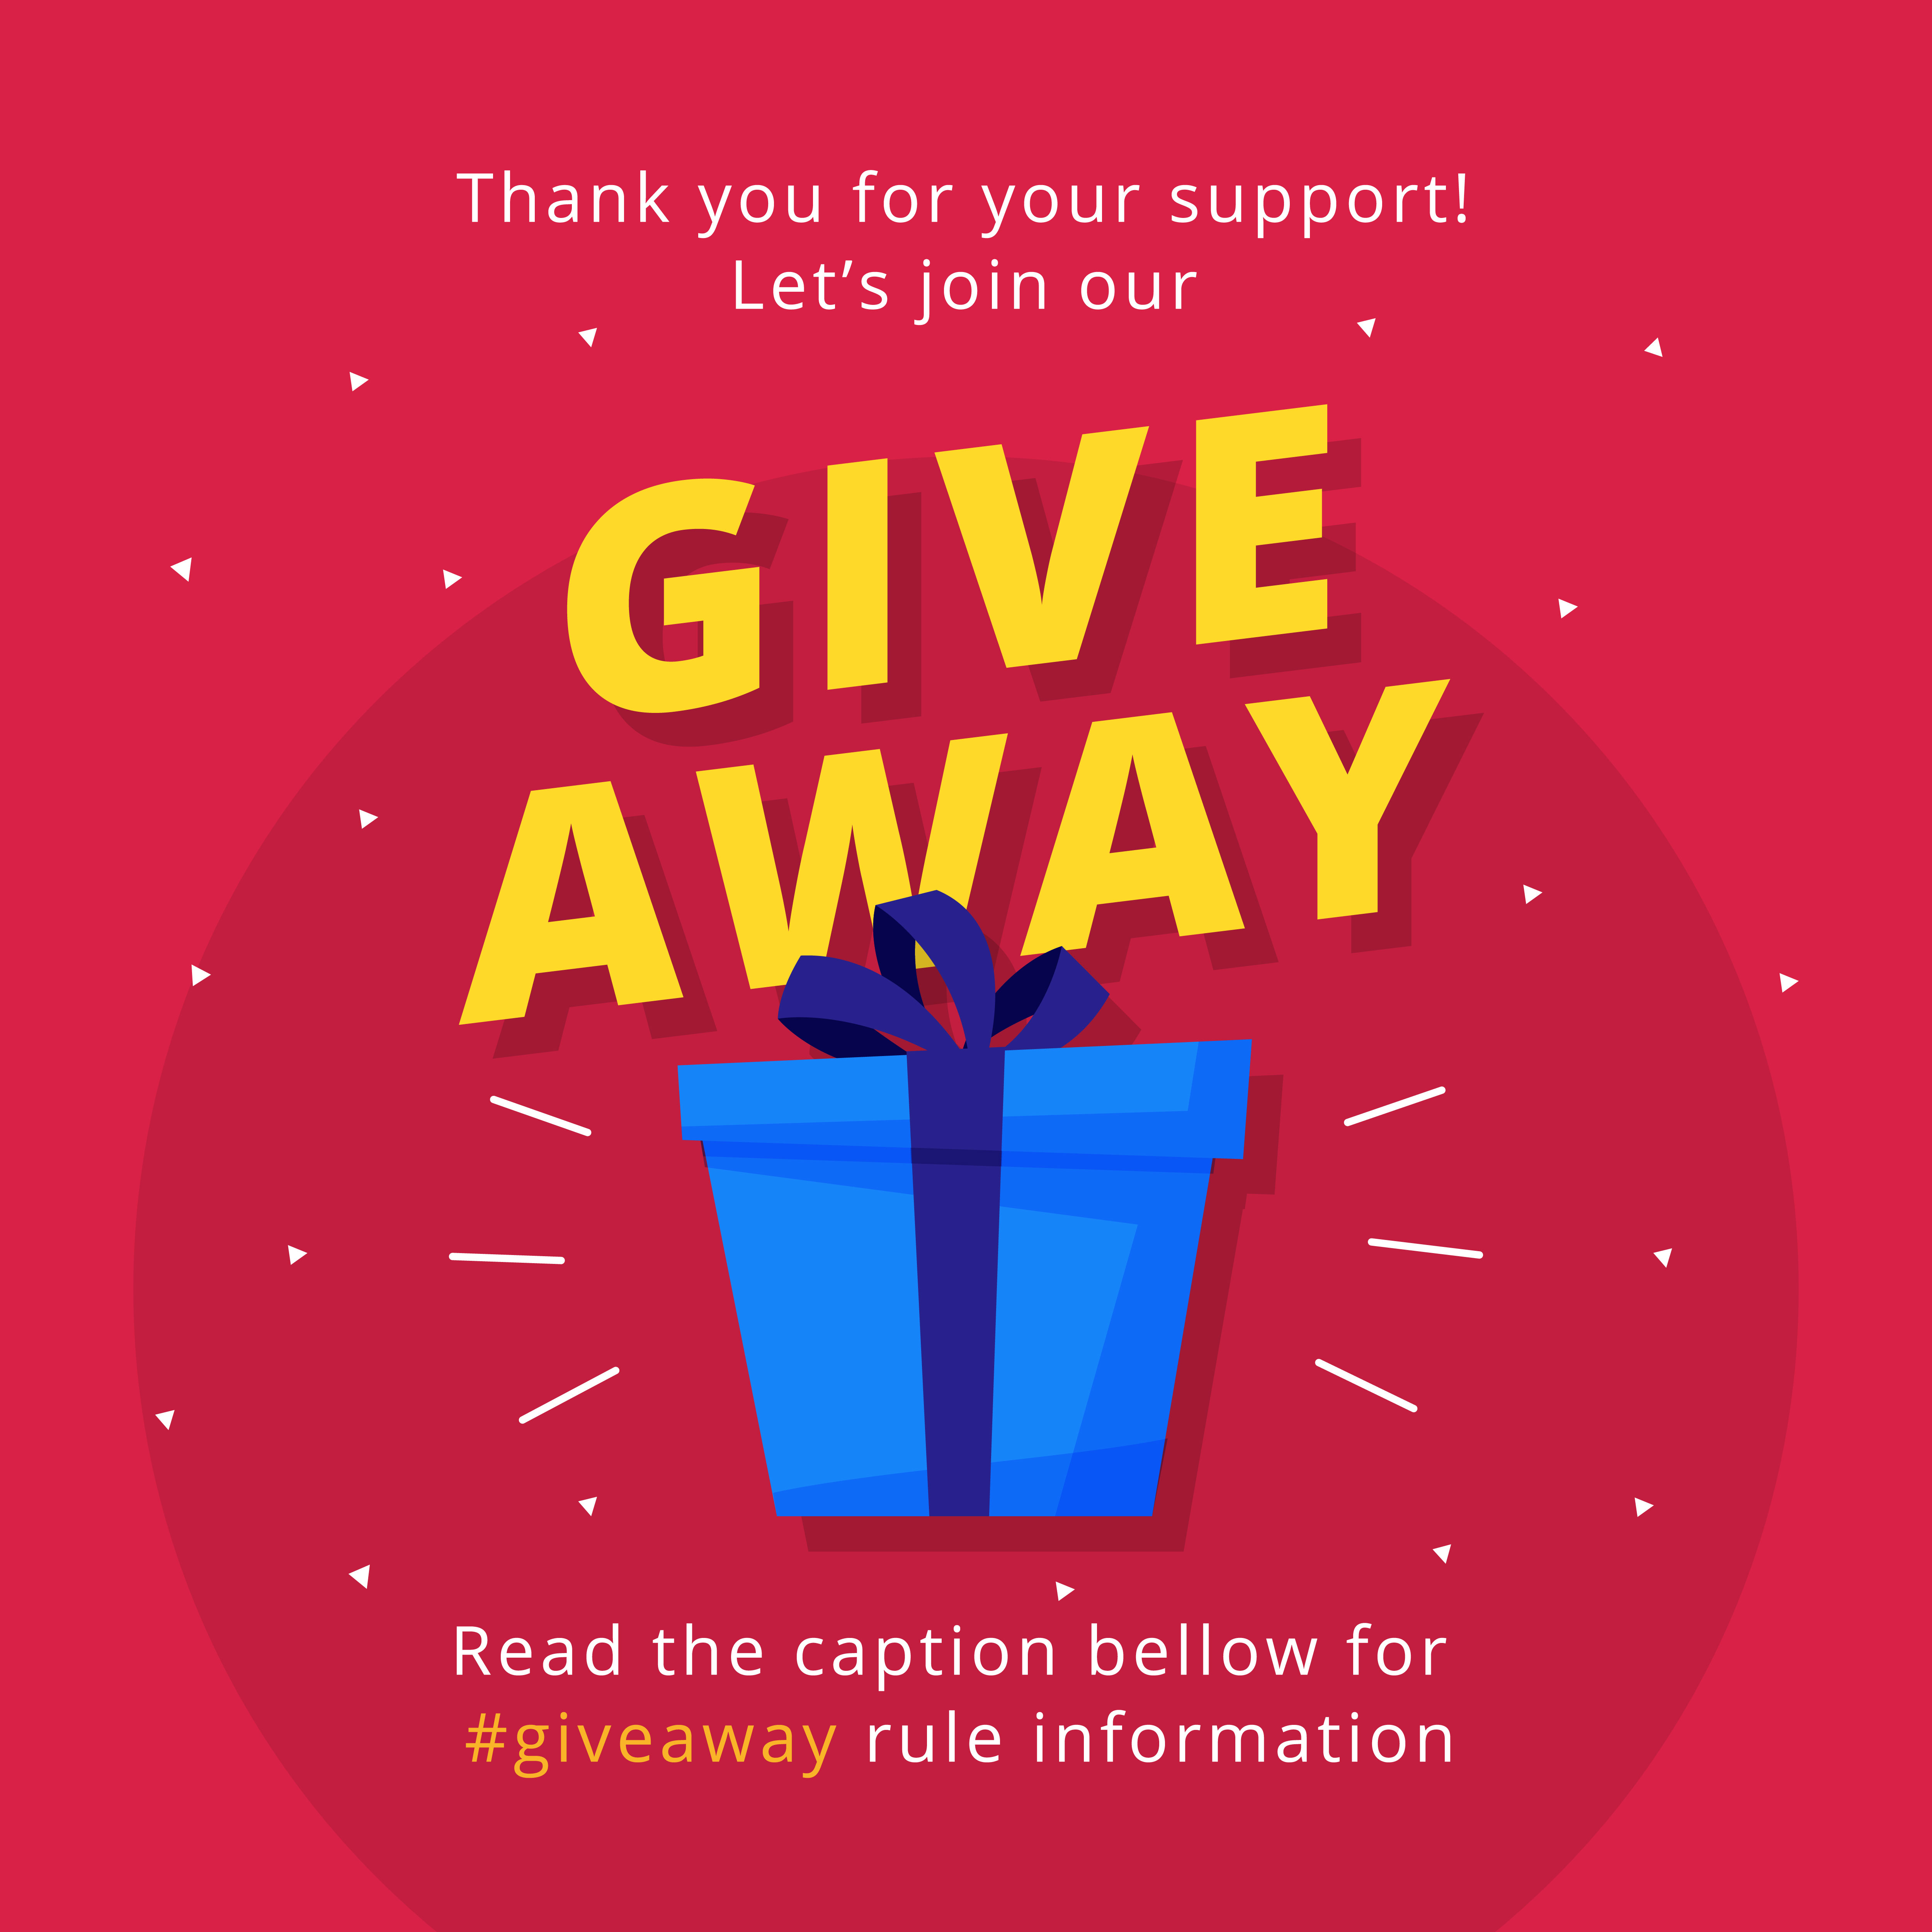 Thank you for your support!
Let’s join our
GIVE
AWAY
Read the caption bellow for
#giveaway rule information